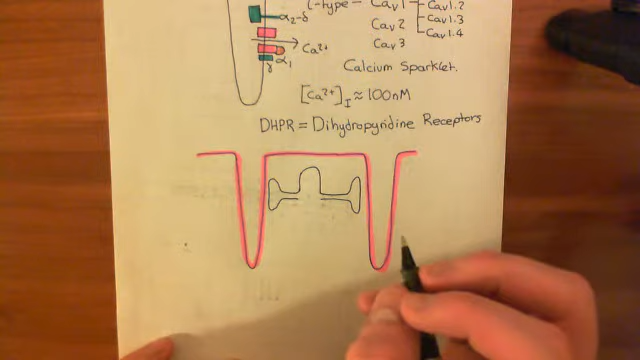 L-type — Cav1 — Cav1.2
Cav1.3
Cav1.4
Cav2
Cav3
α2-δ
Ca²⁺
α1
γ
Calcium Sparklet.
[Ca²⁺]I ≈ 100nM
DHPR = Dihydropyridine Receptors